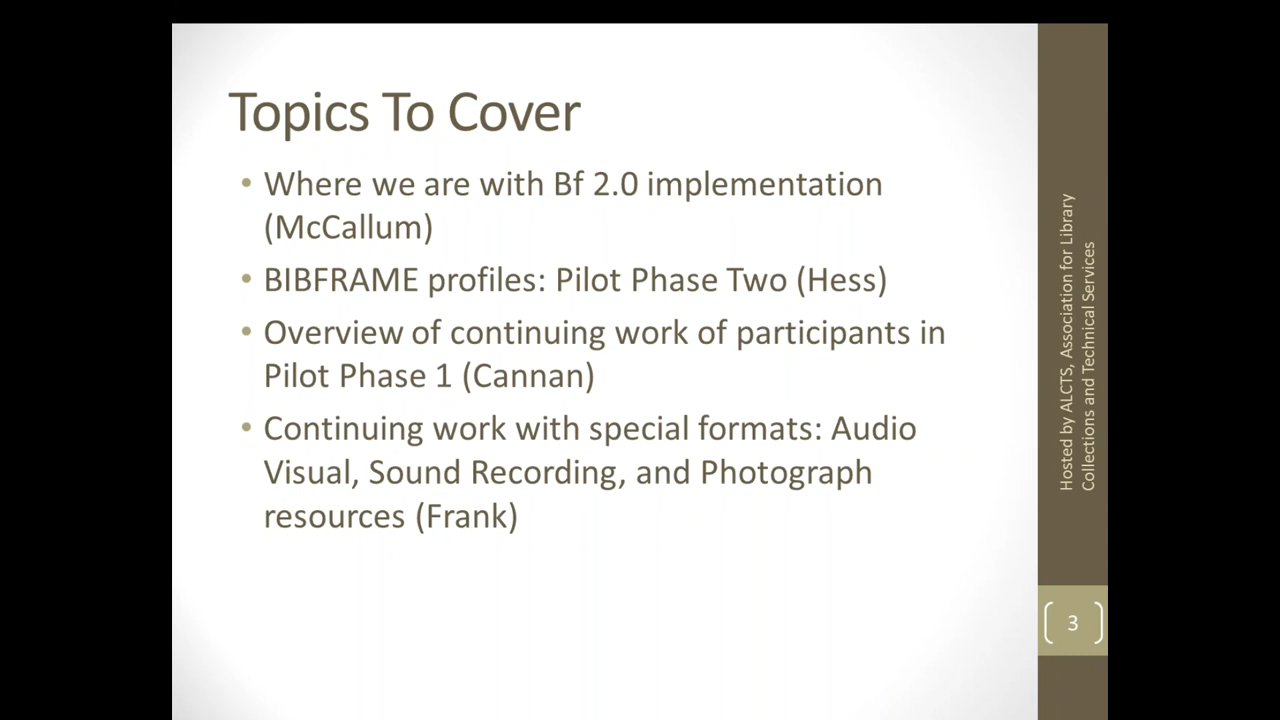 Topics To Cover
• Where we are with Bf 2.0 implementation
(McCallum)
• BIBFRAME profiles: Pilot Phase Two (Hess)
• Overview of continuing work of participants in
Pilot Phase 1 (Cannan)
• Continuing work with special formats: Audio
Visual, Sound Recording, and Photograph
resources (Frank)
Hosted by ALCTS, Association for Library
Collections and Technical Services
3